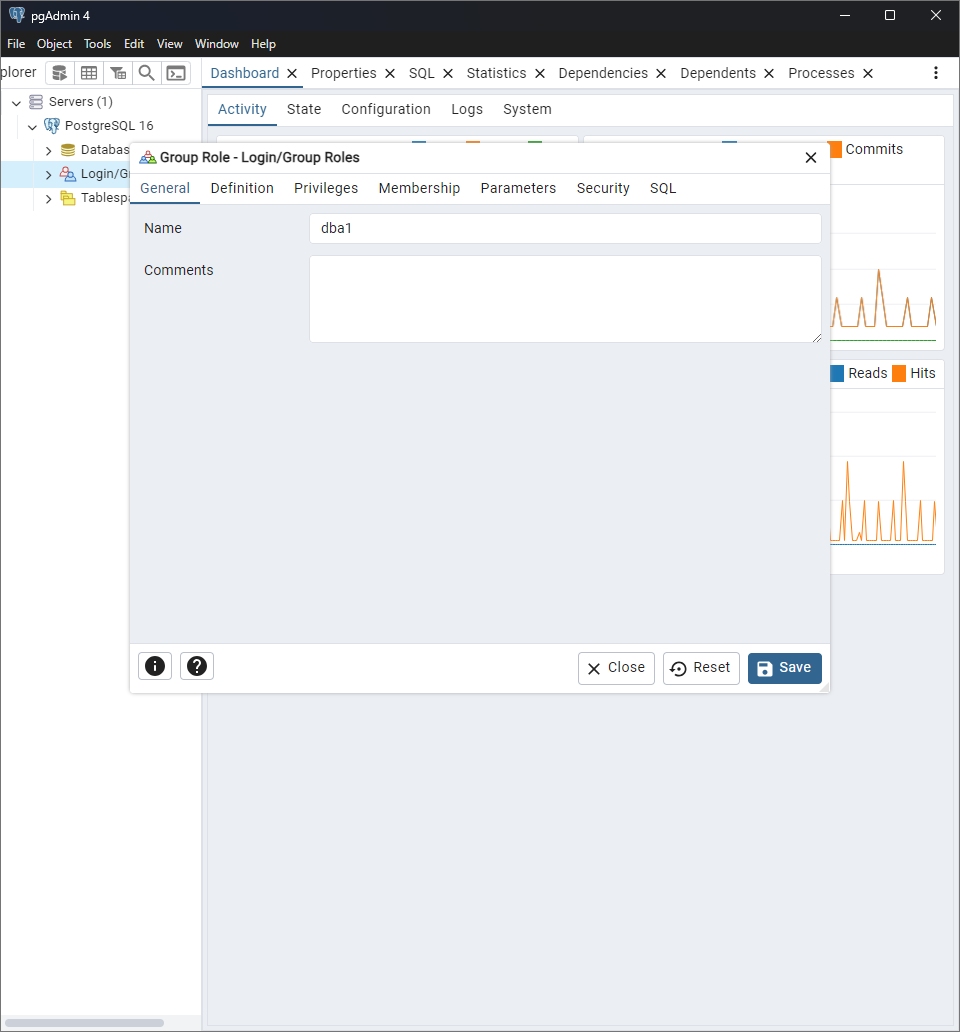 pgAdmin 4
File Object Tools Edit View Window Help
plorer
Dashboard Properties SQL Statistics Dependencies Dependents Processes
Servers (1)
PostgreSQL 16
Databas
Login/Gr
Tablespa
Activity State Configuration Logs System
Commits
Reads Hits
Group Role - Login/Group Roles
General Definition Privileges Membership Parameters Security SQL
Name dba1
Comments
Close Reset Save